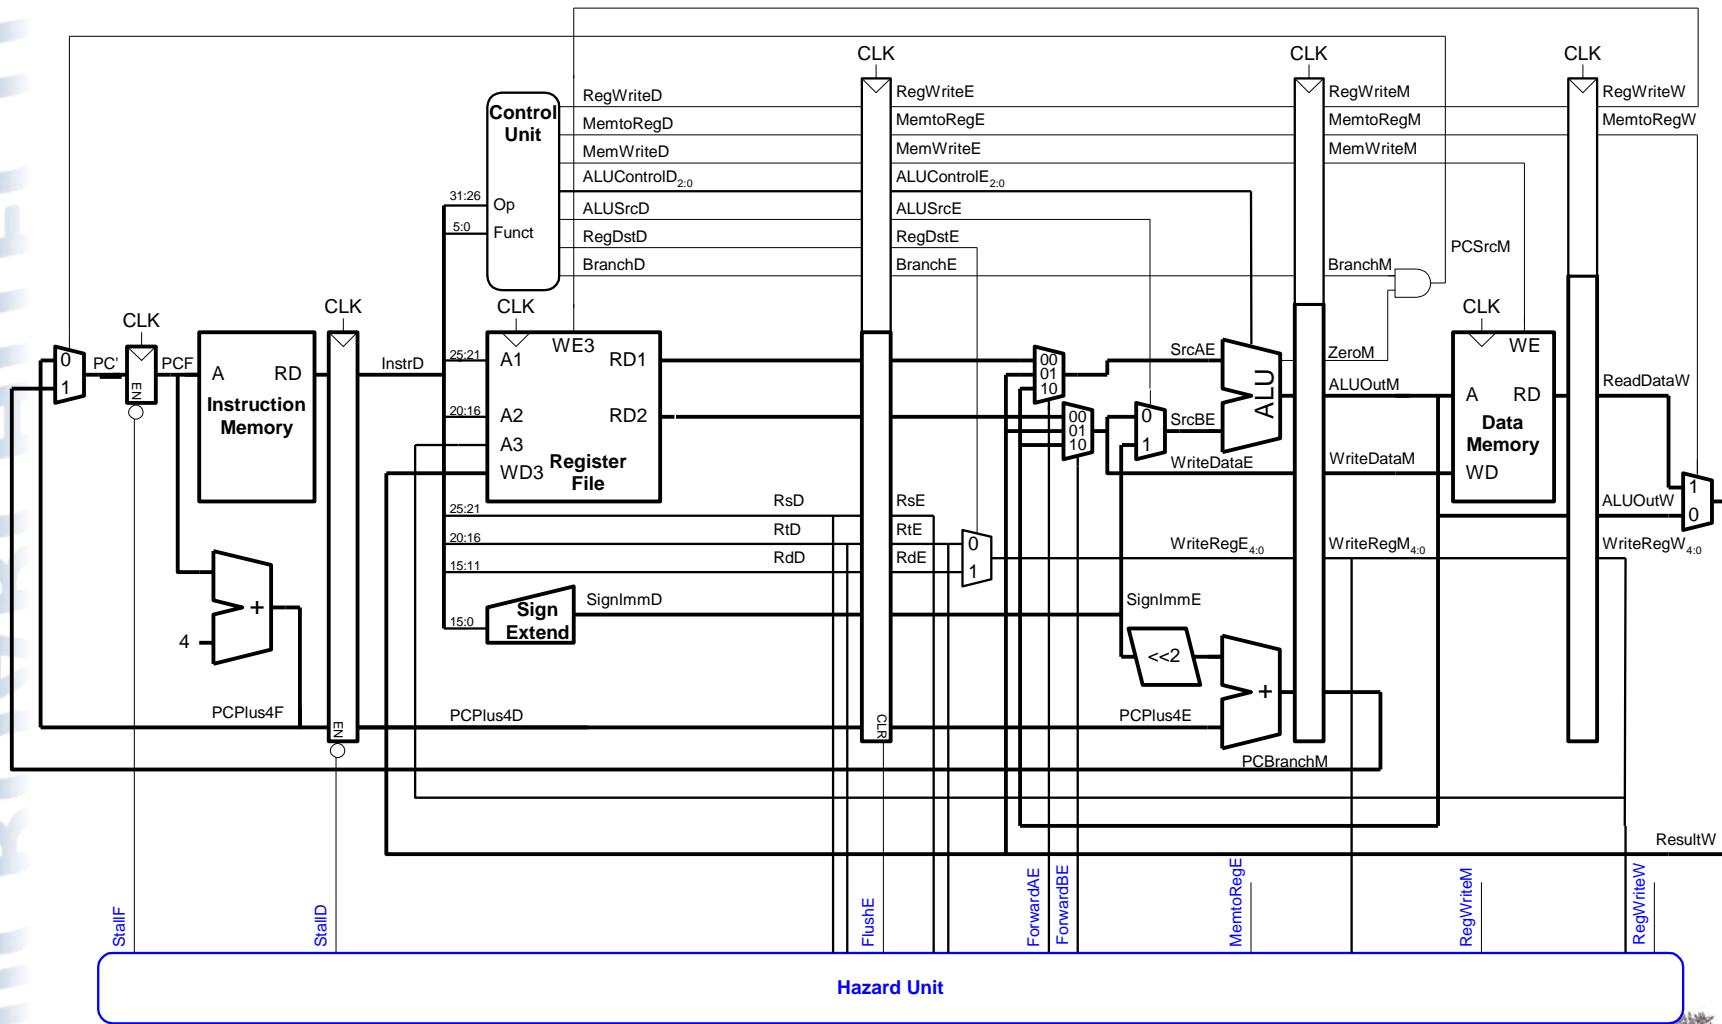 CLK CLK CLK
RegWriteD RegWriteE RegWriteM RegWriteW
Control Unit
MemtoRegD MemtoRegE MemtoRegM MemtoRegW
MemWriteD MemWriteE MemWriteM
ALUControlD2:0 ALUControlE2:0
31:26 Op
ALUSrcD ALUSrcE
5:0 Funct
RegDstD RegDstE
PCSrcM
BranchD BranchE BranchM
CLK CLK CLK CLK
0 PC' PCF
1
EN
A RD
Instruction
Memory
InstrD
25:21 A1 WE3 RD1
20:16 A2 RD2
A3
WD3
Register
File
00
01
10
00
01
10
0
1
SrcAE
SrcBE
ALU
ZeroM
ALUOutM
WE
A RD
Data
Memory
WD
ReadDataW
WriteDataE WriteDataM
1
0
ALUOutW
25:21 RsD RsE
20:16 RtD RtE 0
WriteRegE4:0 WriteRegM4:0 WriteRegW4:0
15:11 RdD RdE 1
SignImmD SignImmE
Sign
Extend
15:0
+
4
<<2
+
PCPlus4F PCPlus4D PCPlus4E
EN
CLR
PCBranchM
ResultW
StallF
StallD
FlushE
ForwardAE
ForwardBE
MemtoRegE
RegWriteM
RegWriteW
Hazard Unit